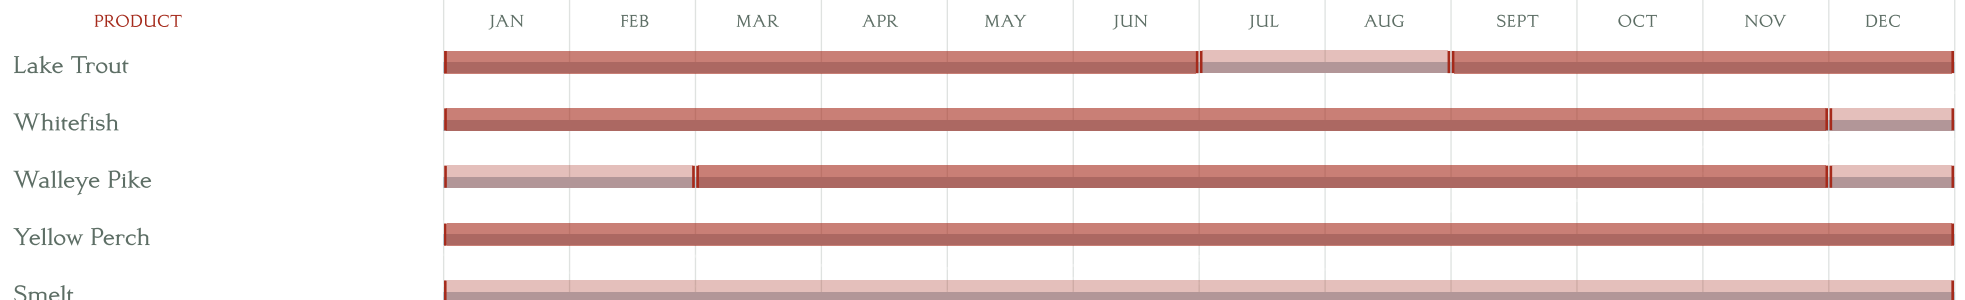 PRODUCT JAN FEB MAR APR MAY JUN JUL AUG SEPT OCT NOV DEC
Lake Trout
Whitefish
Walleye Pike
Yellow Perch
Smelt